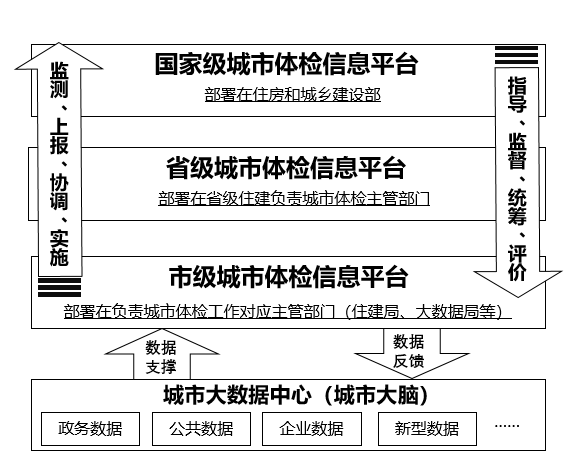 国家级城市体检信息平台
部署在住房和城乡建设部
监测、上报、协调、实施
指导、监督、统筹、评价
省级城市体检信息平台
部署在省级住建负责城市体检主管部门
市级城市体检信息平台
部署在负责城市体检工作对应主管部门（住建局、大数据局等）
数据
支撑
数据
反馈
城市大数据中心（城市大脑）
政务数据
公共数据
企业数据
新型数据
……